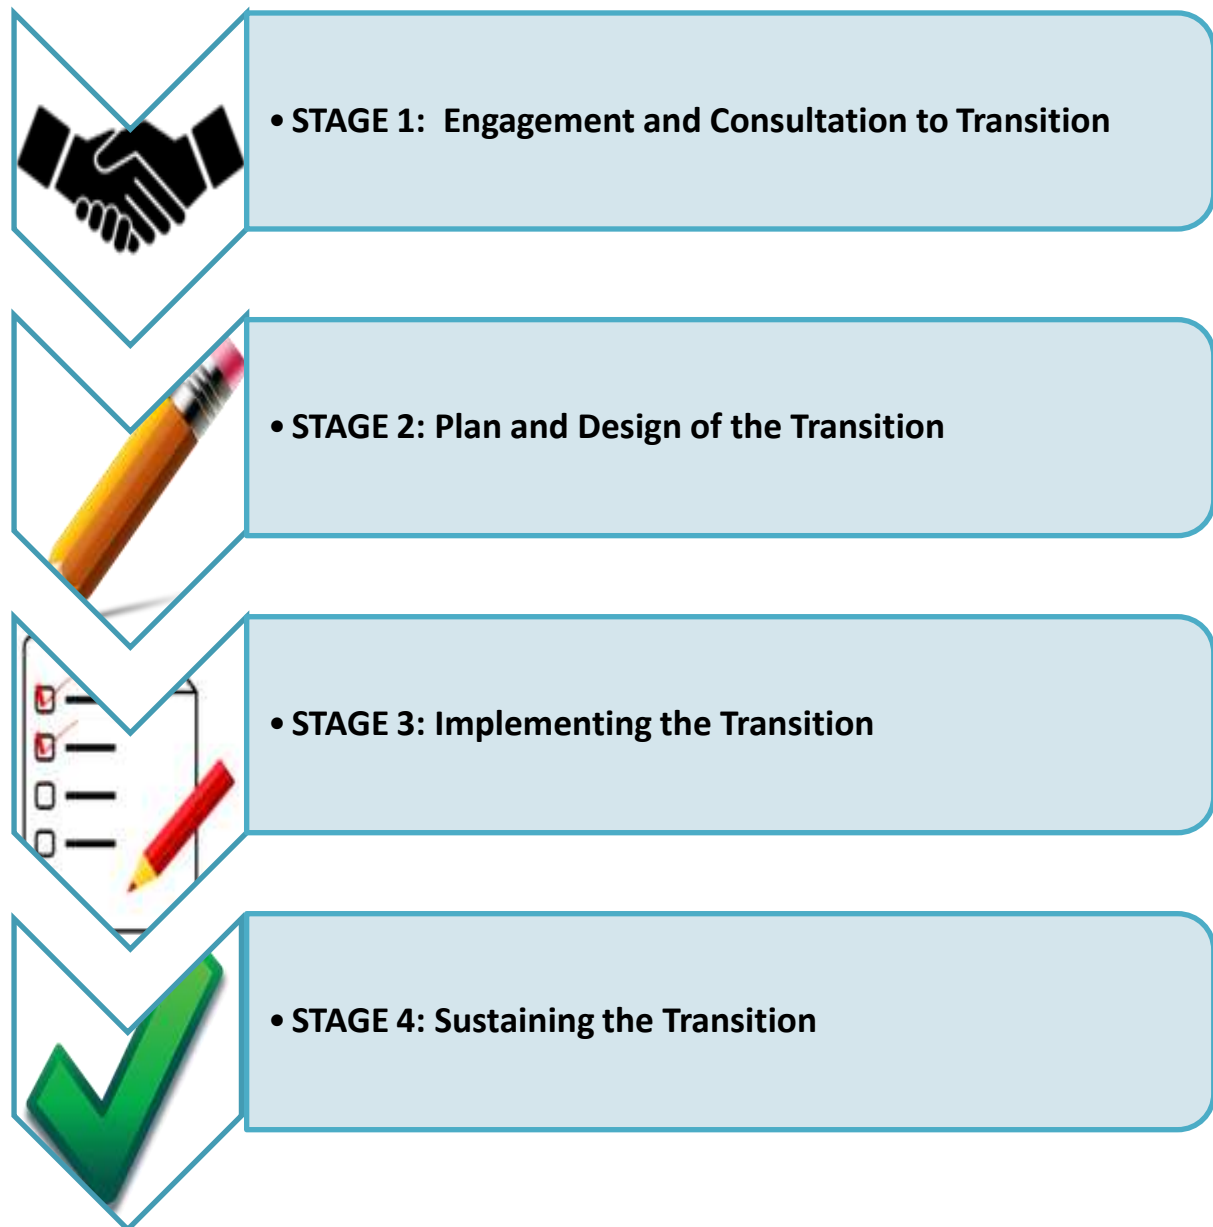 • STAGE 1:  Engagement and Consultation to Transition
• STAGE 2: Plan and Design of the Transition
• STAGE 3: Implementing the Transition
• STAGE 4: Sustaining the Transition